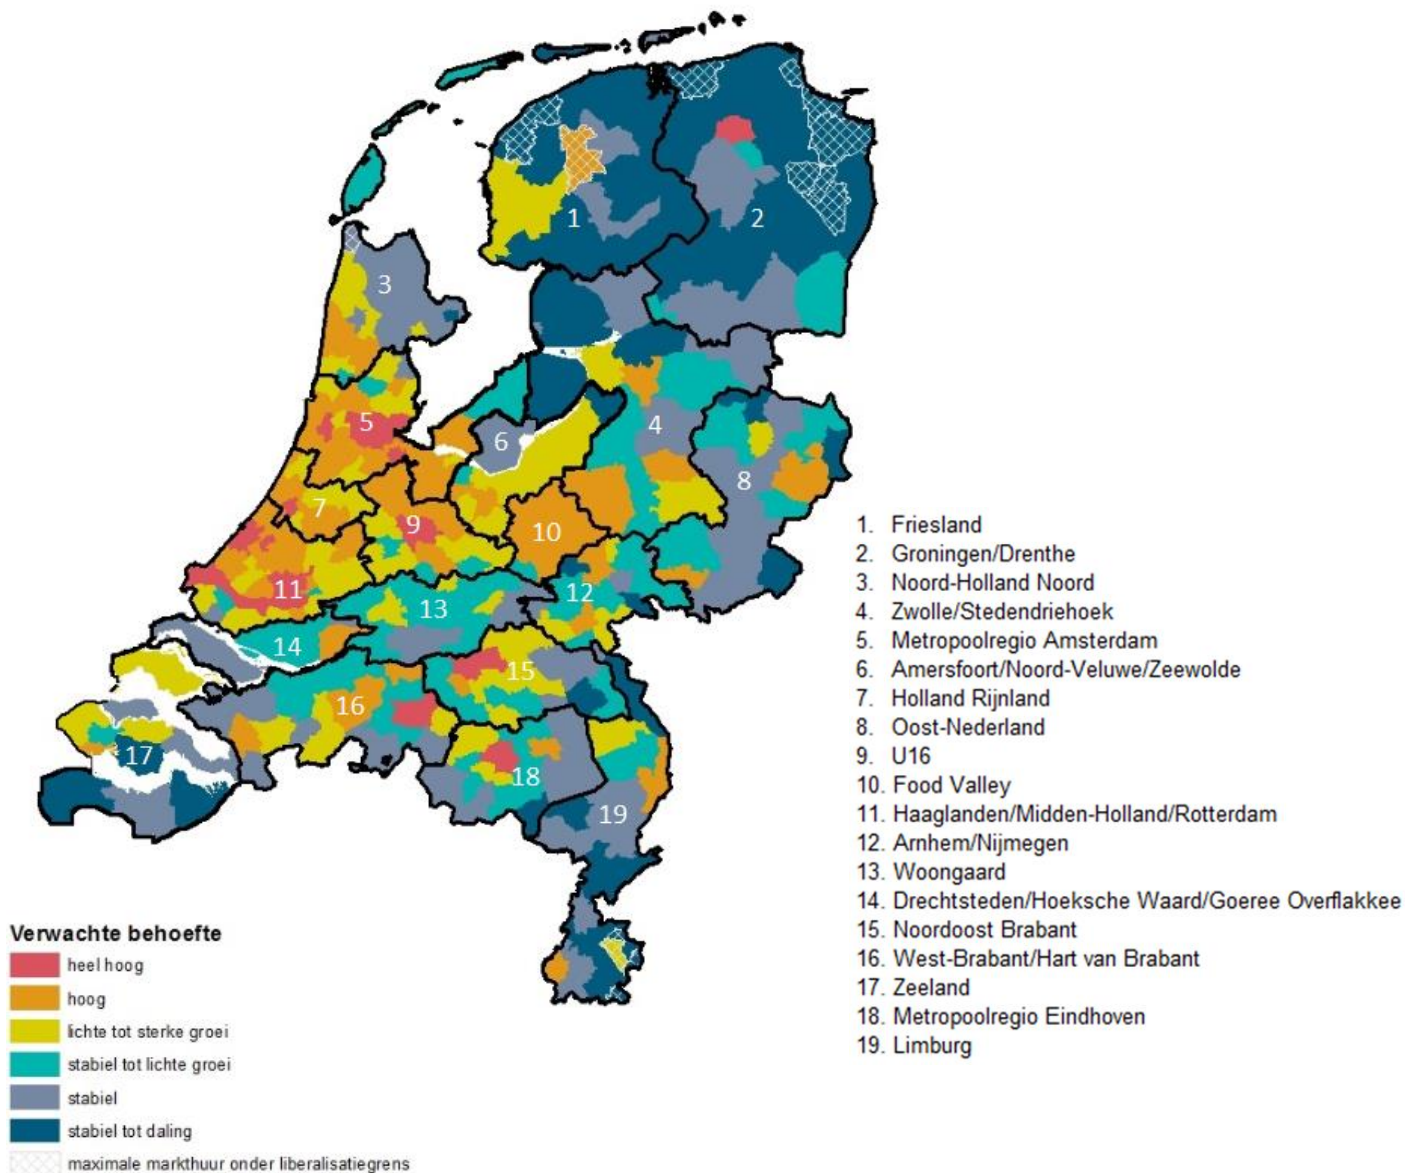 1
2
3
4
5
6
7
8
9
10
11
12
13
14
15
16
17
18
19
1. Friesland
2. Groningen/Drenthe
3. Noord-Holland Noord
4. Zwolle/Stedendriehoek
5. Metropoolregio Amsterdam
6. Amersfoort/Noord-Veluwe/Zeewolde
7. Holland Rijnland
8. Oost-Nederland
9. U16
10. Food Valley
11. Haaglanden/Midden-Holland/Rotterdam
12. Arnhem/Nijmegen
13. Woongaard
14. Drechtsteden/Hoeksche Waard/Goeree Overflakkee
15. Noordoost Brabant
16. West-Brabant/Hart van Brabant
17. Zeeland
18. Metropoolregio Eindhoven
19. Limburg
Verwachte behoefte
heel hoog
hoog
lichte tot sterke groei
stabiel tot lichte groei
stabiel
stabiel tot daling
maximale markthuur onder liberalisatiegrens